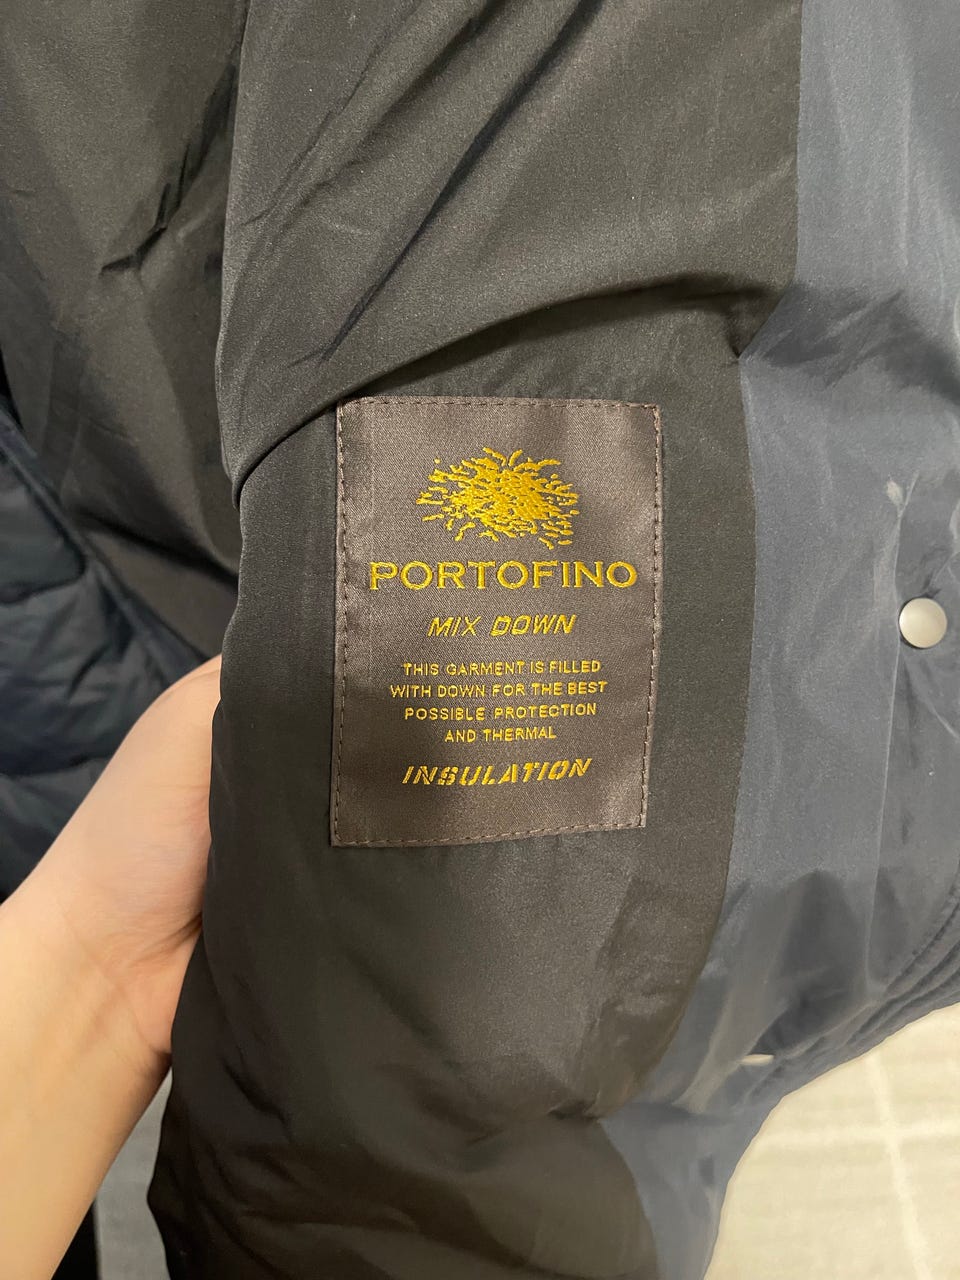 PORTOFINO
MIX DOWN
THIS GARMENT IS FILLED
WITH DOWN FOR THE BEST
POSSIBLE PROTECTION
AND THERMAL
INSULATION